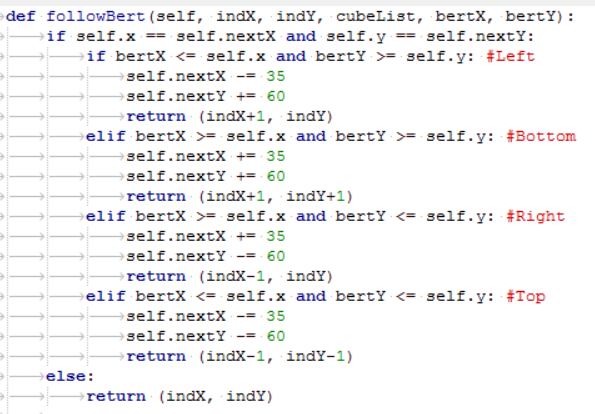 def followBert(self, indX, indY, cubeList, bertX, bertY):
if self.x == self.nextX and self.y == self.nextY:
if bertX <= self.x and bertY >= self.y: #Left
self.nextX -= 35
self.nextY += 60
return (indX+1, indY)
elif bertX >= self.x and bertY >= self.y: #Bottom
self.nextX += 35
self.nextY += 60
return (indX+1, indY+1)
elif bertX >= self.x and bertY <= self.y: #Right
self.nextX += 35
self.nextY -= 60
return (indX-1, indY)
elif bertX <= self.x and bertY <= self.y: #Top
self.nextX -= 35
self.nextY -= 60
return (indX-1, indY-1)
else:
return (indX, indY)